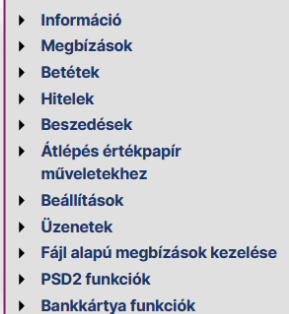 Információ
Megbízások
Betétek
Hitelek
Beszedések
Átlépés értékpapír
műveletekhez
Beállítások
Üzenetek
Fájl alapú megbízások kezelése
PSD2 funkciók
Bankkártya funkciók